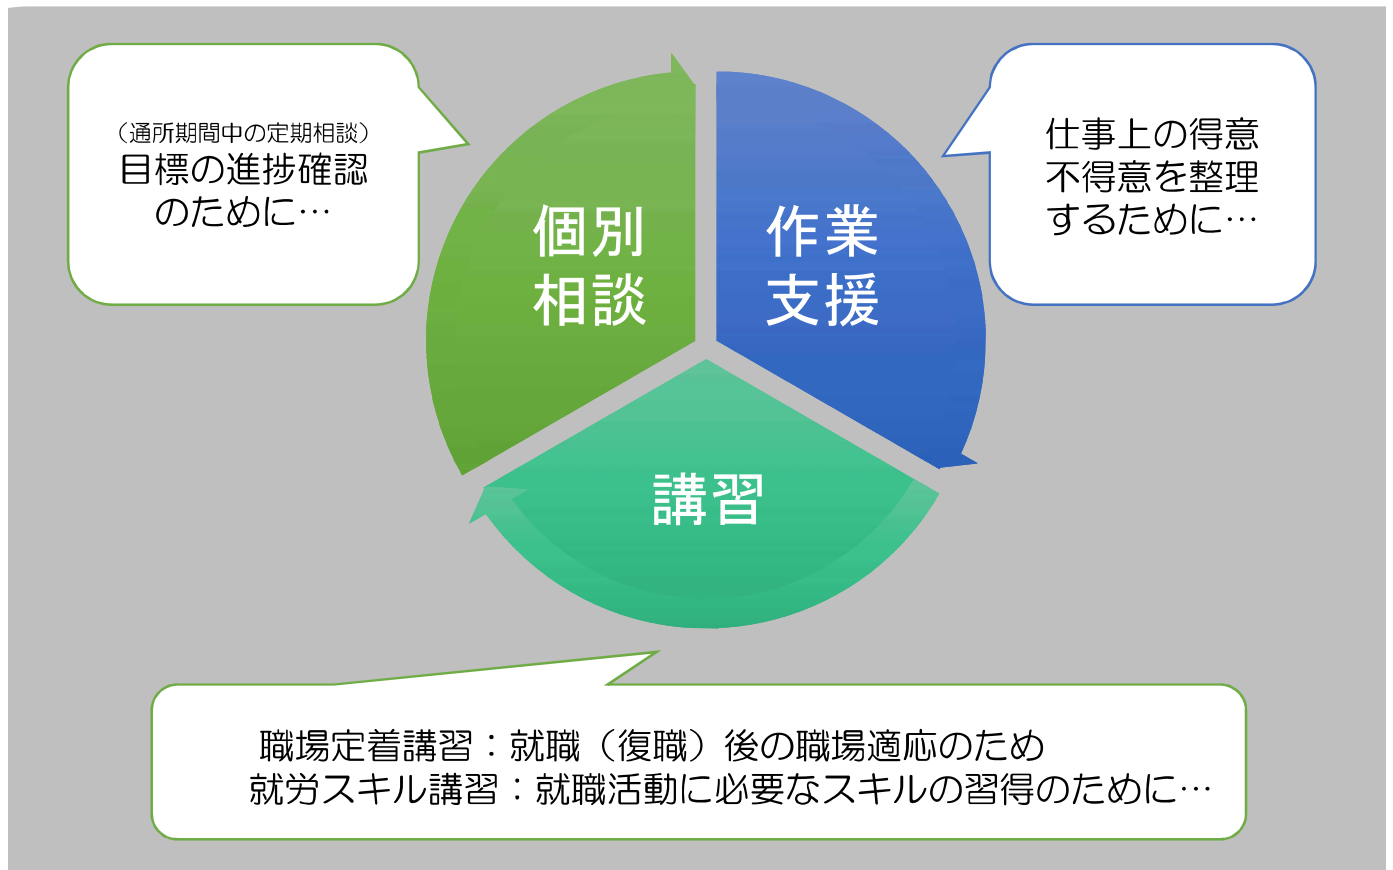 （通所期間中の定期相談）
目標の進捗確認
のために…
個別
相談
作業
支援
仕事上の得意
不得意を整理
するために…
講習
職場定着講習：就職（復職）後の職場適応のため
就労スキル講習：就職活動に必要なスキルの習得のために…